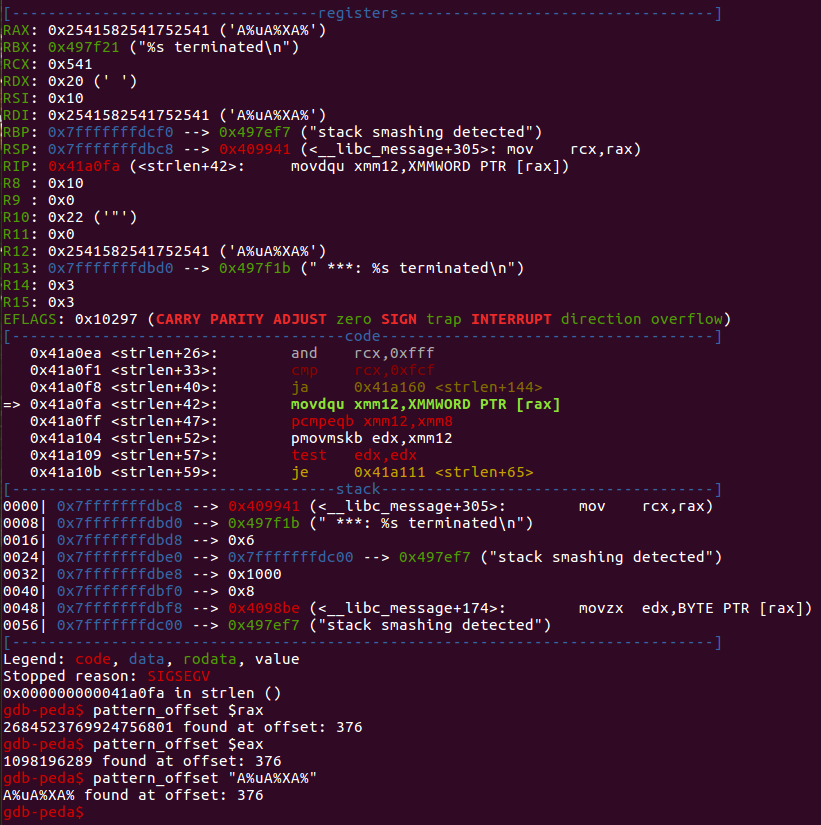 [----------------------------------registers-----------------------------------]
RAX: 0x2541582541752541 ('A%uA%XA%')
RBX: 0x497f21 ("%s terminated\n")
RCX: 0x541
RDX: 0x20 (' ')
RSI: 0x10
RDI: 0x2541582541752541 ('A%uA%XA%')
RBP: 0x7fffffffdcf0 --> 0x497ef7 ("stack smashing detected")
RSP: 0x7fffffffdbc8 --> 0x409941 (<__libc_message+305>: mov    rcx,rax)
RIP: 0x41a0fa (<strlen+42>:     movdqu xmm12,XMMWORD PTR [rax])
R8 : 0x10
R9 : 0x0
R10: 0x22 ('"')
R11: 0x0
R12: 0x2541582541752541 ('A%uA%XA%')
R13: 0x7fffffffdbd0 --> 0x497f1b (" ***: %s terminated\n")
R14: 0x3
R15: 0x3
EFLAGS: 0x10297 (CARRY PARITY ADJUST zero SIGN trap INTERRUPT direction overflow)
[-------------------------------------code-------------------------------------]
   0x41a0ea <strlen+26>:        and    rcx,0xfff
   0x41a0f1 <strlen+33>:        cmp    rcx,0xfcf
   0x41a0f8 <strlen+40>:        ja     0x41a160 <strlen+144>
=> 0x41a0fa <strlen+42>:        movdqu xmm12,XMMWORD PTR [rax]
   0x41a0ff <strlen+47>:        pcmpeqb xmm12,xmm8
   0x41a104 <strlen+52>:        pmovmskb edx,xmm12
   0x41a109 <strlen+57>:        test   edx,edx
   0x41a10b <strlen+59>:        je     0x41a111 <strlen+65>
[------------------------------------stack-------------------------------------]
0000| 0x7fffffffdbc8 --> 0x409941 (<__libc_message+305>:        mov    rcx,rax)
0008| 0x7fffffffdbd0 --> 0x497f1b (" ***: %s terminated\n")
0016| 0x7fffffffdbd8 --> 0x6
0024| 0x7fffffffdbe0 --> 0x7fffffffdc00 --> 0x497ef7 ("stack smashing detected")
0032| 0x7fffffffdbe8 --> 0x1000
0040| 0x7fffffffdbf0 --> 0x8
0048| 0x7fffffffdbf8 --> 0x4098be (<__libc_message+174>:        movzx  edx,BYTE PTR [rax])
0056| 0x7fffffffdc00 --> 0x497ef7 ("stack smashing detected")
[------------------------------------------------------------------------------]
Legend: code, data, rodata, value
Stopped reason: SIGSEGV
0x000000000041a0fa in strlen ()
gdb-peda$ pattern_offset $rax
2684523769924756801 found at offset: 376
gdb-peda$ pattern_offset $eax
1098196289 found at offset: 376
gdb-peda$ pattern_offset "A%uA%XA%"
A%uA%XA% found at offset: 376
gdb-peda$